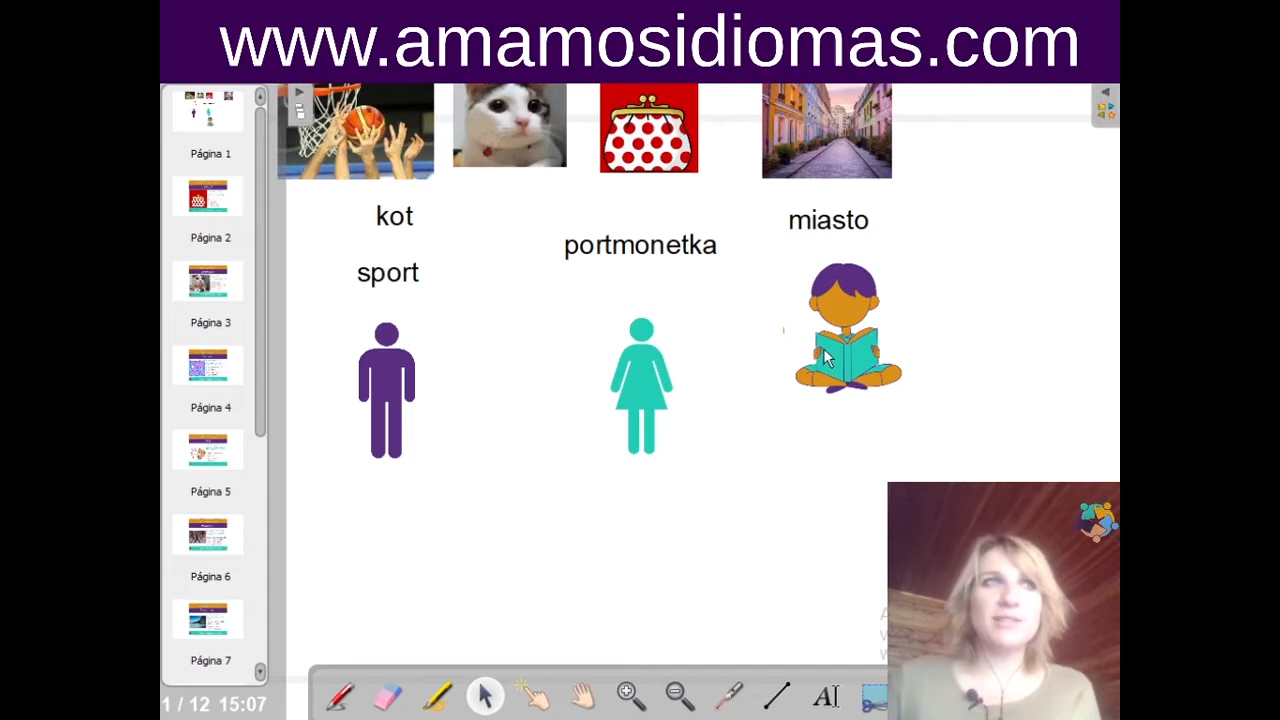 www.amamosidiomas.com
Página 1
Página 2
Página 3
Página 4
Página 5
Página 6
Página 7
1 / 12 15:07
kot
sport
portmonetka
miasto
A